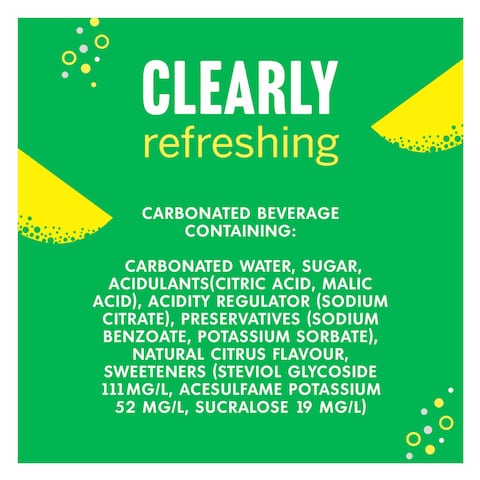 CLEARLY
refreshing
CARBONATED BEVERAGE
CONTAINING:
CARBONATED WATER, SUGAR,
ACIDULANTS(CITRIC ACID, MALIC
ACID), ACIDITY REGULATOR (SODIUM
CITRATE), PRESERVATIVES (SODIUM
BENZOATE, POTASSIUM SORBATE),
NATURAL CITRUS FLAVOUR,
SWEETENERS (STEVIOL GLYCOSIDE
111MG/L, ACESULFAME POTASSIUM
52 MG/L, SUCRALOSE 19 MG/L)